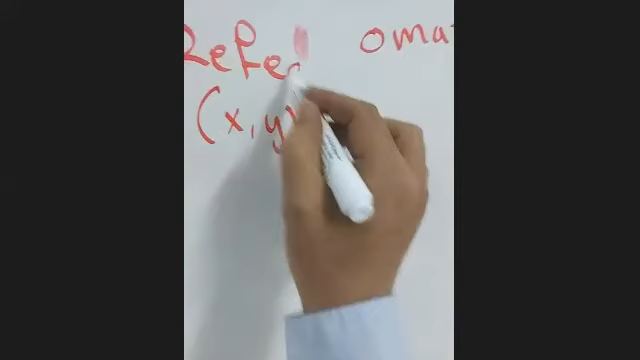 Refe omat
(x, y)